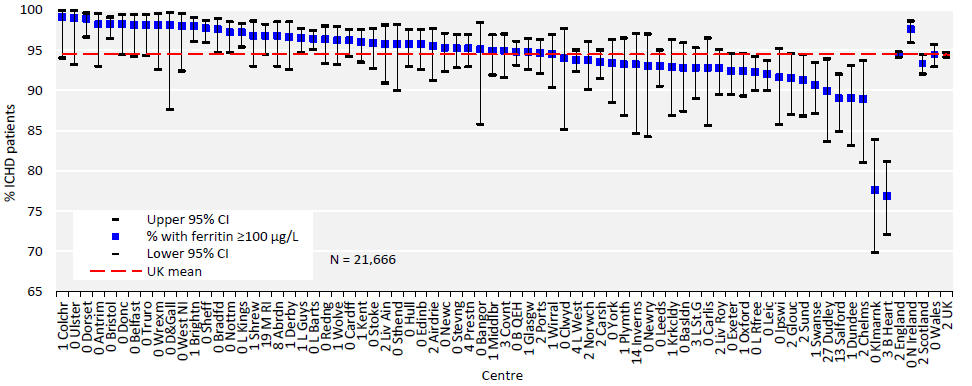 100
95
90
85
80
75
70
65
% ICHD patients
Upper 95% CI
% with ferritin ≥100 µg/L
Lower 95% CI
UK mean
N = 21,666
1 Colchr
0 Ulster
0 Dorset
0 Antrim
0 Bristol
0 Donc
0 Belfast
0 Truro
0 Wrexm
0 D&Gall
0 West NI
1 Brightn
0 Sheff
0 Bradfd
0 Nottm
0 L Kings
1 Shrew
19 M RI
8 Abrdn
1 Derby
1 L Guys
0 L Barts
0 Redng
1 Stevne
0 Cardff
1 Kent
0 Stoke
2 Liv Ain
0 Sthend
0 Hull
0 Edinb
2 Airdrie
0 Newc
0 Stevng
4 Prestn
0 Bangor
1 Middlbr
3 Covnt
0 B QEH
1 Glasgw
2 Ports
1 Wirral
0 Clwyd
4 L West
2 Norwch
2 Carsh
0 York
1 Plymth
14 Inverns
0 Newry
0 Leeds
1 Krkcldy
0 Basldn
3 L St.G
0 Carlis
2 Liv Roy
0 Exeter
1 Oxford
0 L Rfree
0 Leic
0 Ipswi
2 Glouc
2 Sund
1 Swanse
27 Dudley
13 Salford
1 Dundee
2 Chelms
0 Klmarnk
3 B Heart
2 England
0 N Ireland
2 Scotland
0 Wales
2 UK
Centre